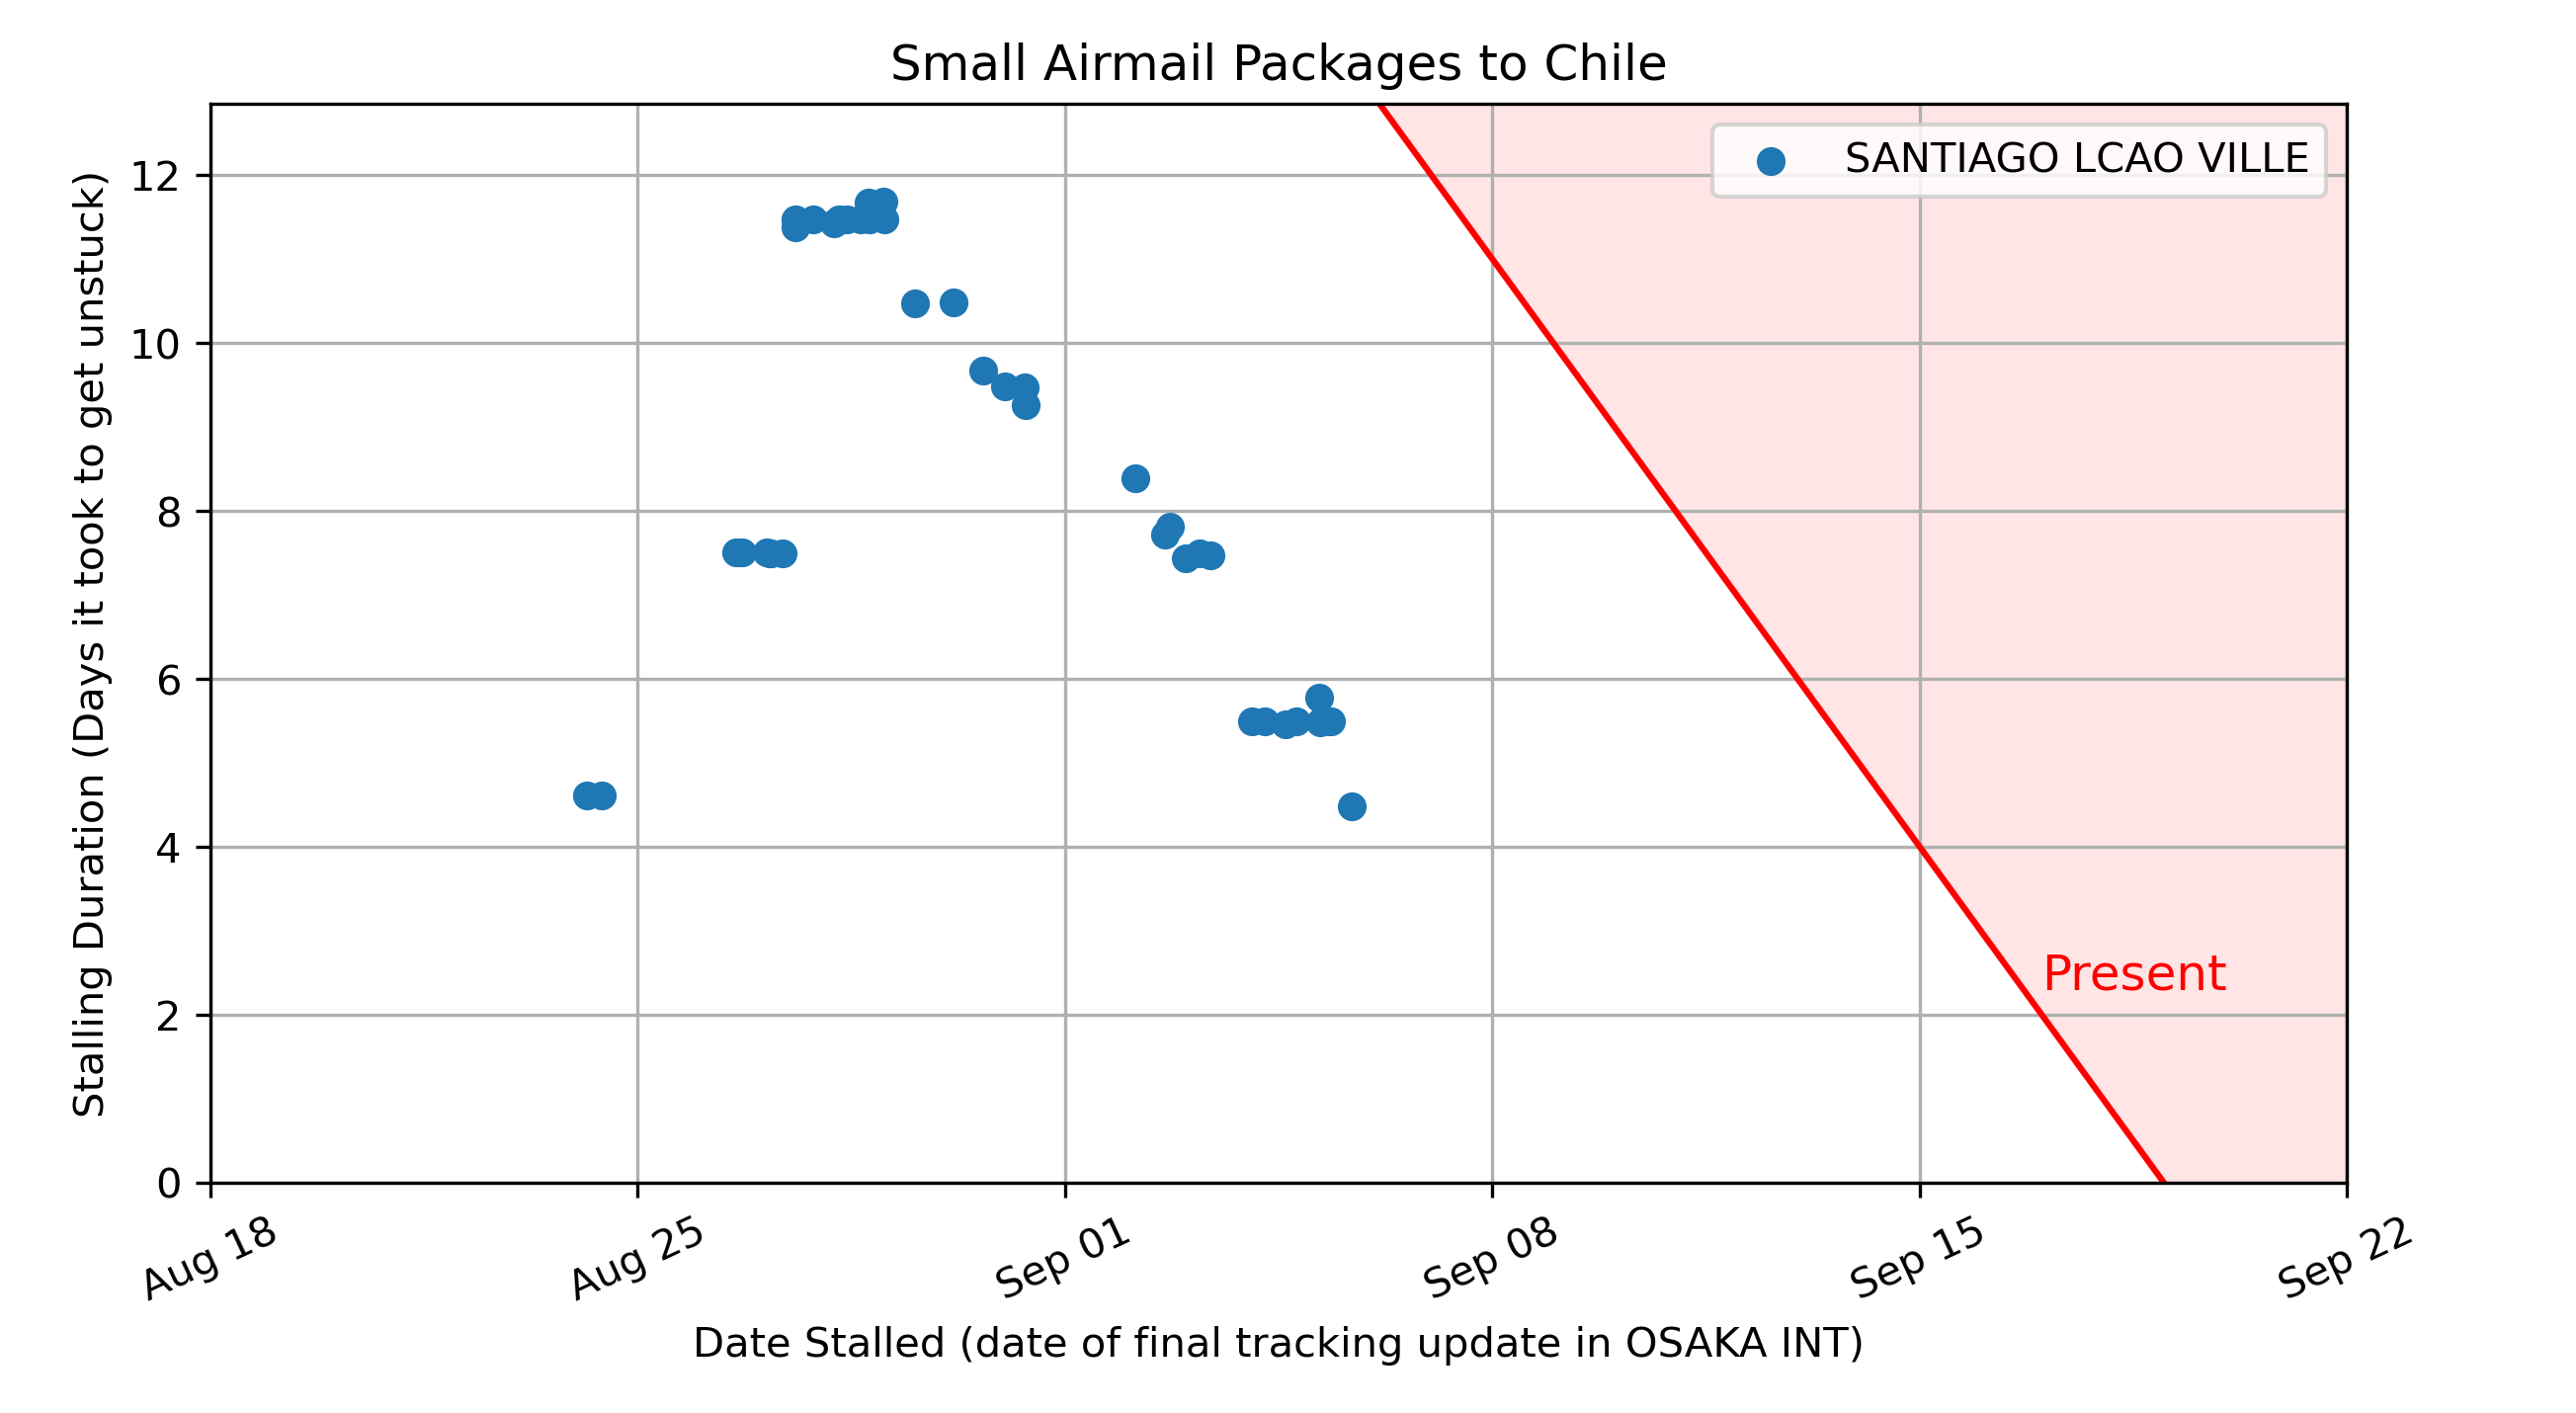 Small Airmail Packages to Chile
SANTIAGO LCAO VILLE
Stalling Duration (Days it took to get unstuck)
12
10
8
6
4
2
0
Present
Aug 18
Aug 25
Sep 01
Sep 08
Sep 15
Sep 22
Date Stalled (date of final tracking update in OSAKA INT)